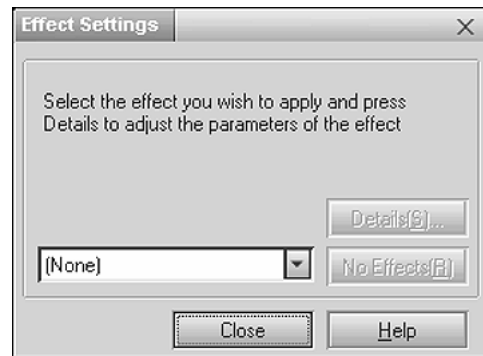 Effect Settings
Select the effect you wish to apply and press
Details to adjust the parameters of the effect
Details(S)...
(None)
No Effects(R)
Close
Help